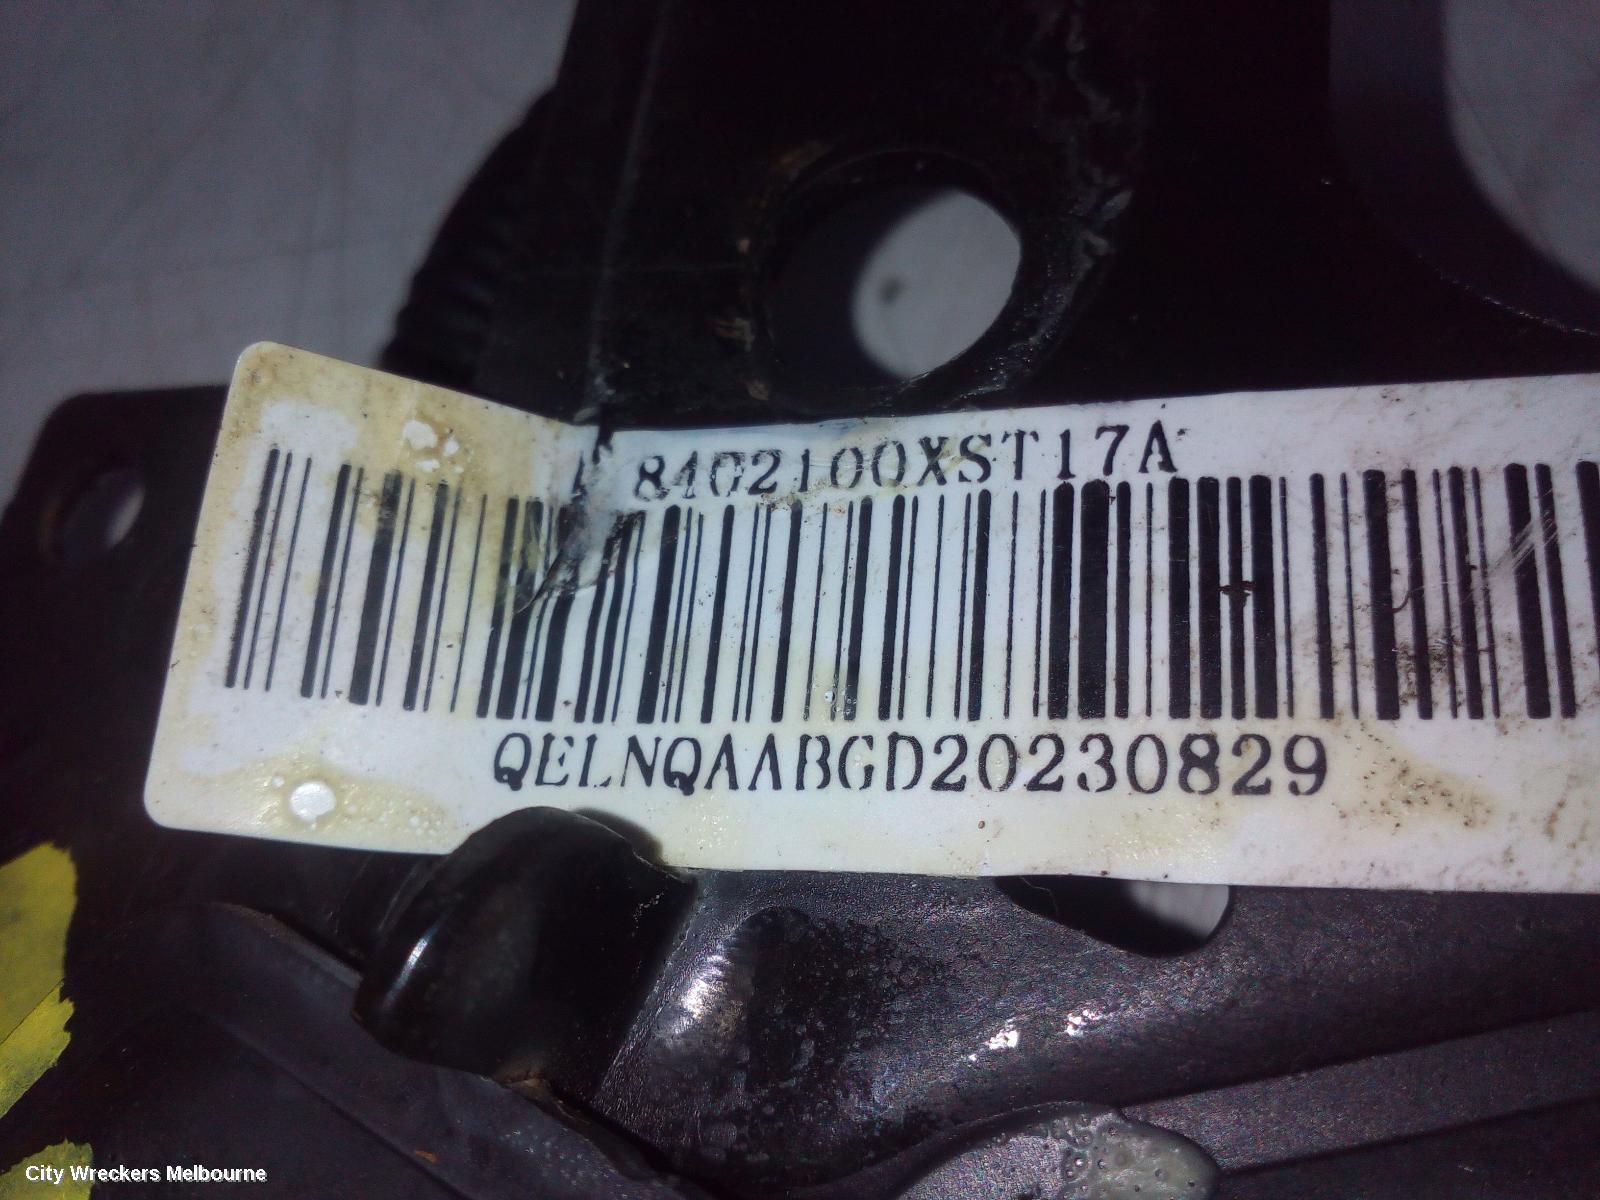 8402100XST17A
QELNQAABGD20230829
City Wreckers Melbourne